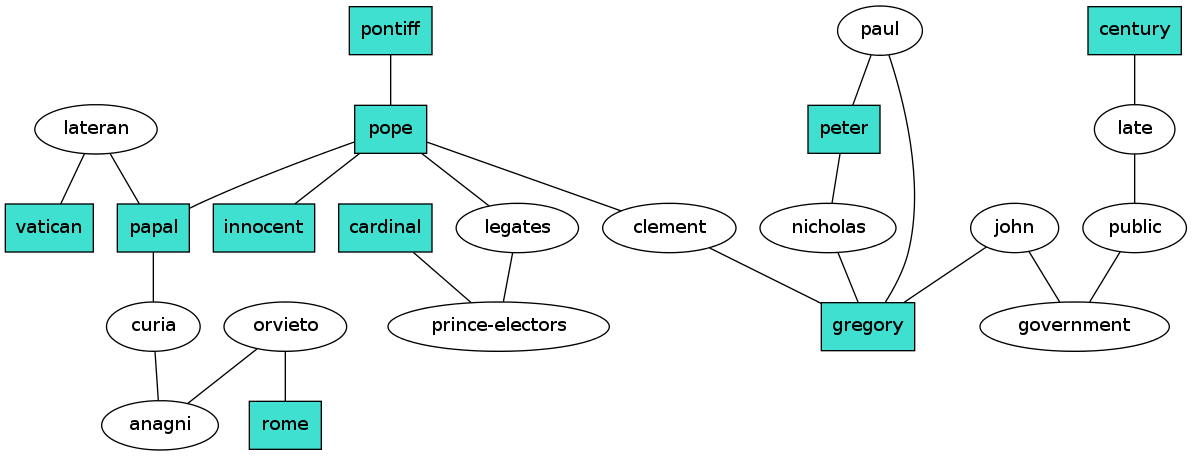 pontiff
paul
century
lateran
pope
peter
late
vatican
papal
innocent
cardinal
legates
clement
nicholas
john
public
curia
orvieto
prince-electors
gregory
government
anagni
rome